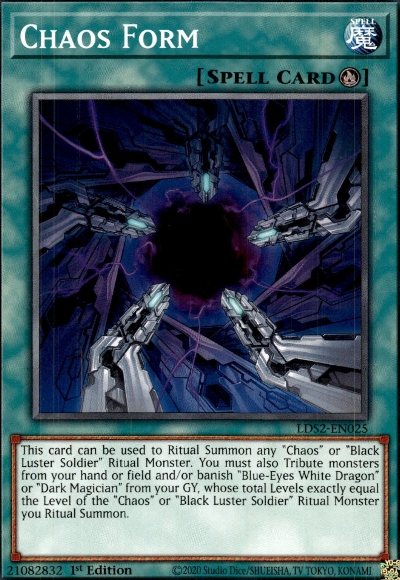 Chaos Form
SPELL
魔
[Spell Card]
LDS2-EN025
This card can be used to Ritual Summon any "Chaos" or "Black
Luster Soldier" Ritual Monster. You must also Tribute monsters
from your hand or field and/or banish "Blue-Eyes White Dragon"
or "Dark Magician" from your GY, whose total Levels exactly equal
the Level of the "Chaos" or "Black Luster Soldier" Ritual Monster
you Ritual Summon.
21082832 1st Edition ©2020 Studio Dice/SHUEISHA, TV TOKYO, KONAMI